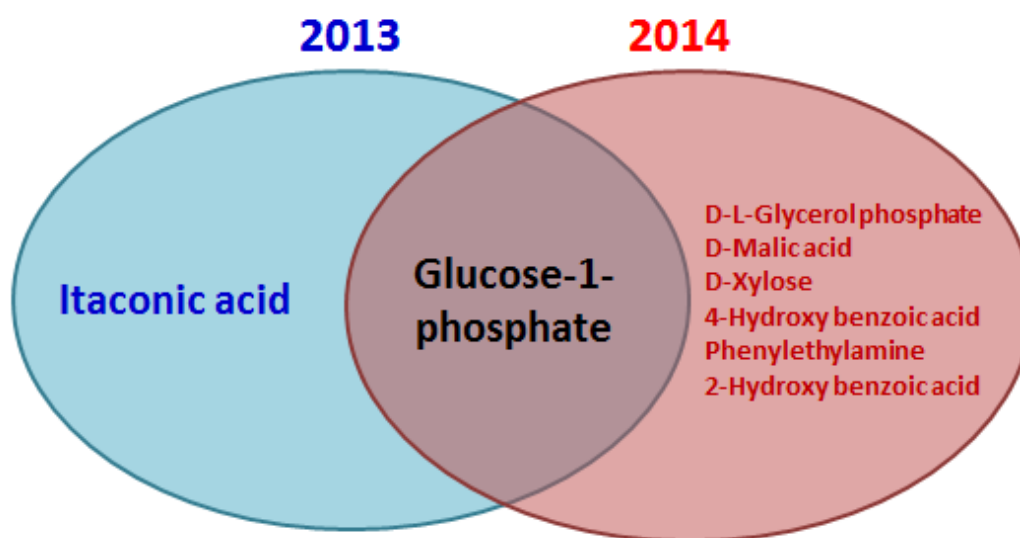 2013
2014
Itaconic acid
Glucose-1-
phosphate
D-L-Glycerol phosphate
D-Malic acid
D-Xylose
4-Hydroxy benzoic acid
Phenylethylamine
2-Hydroxy benzoic acid